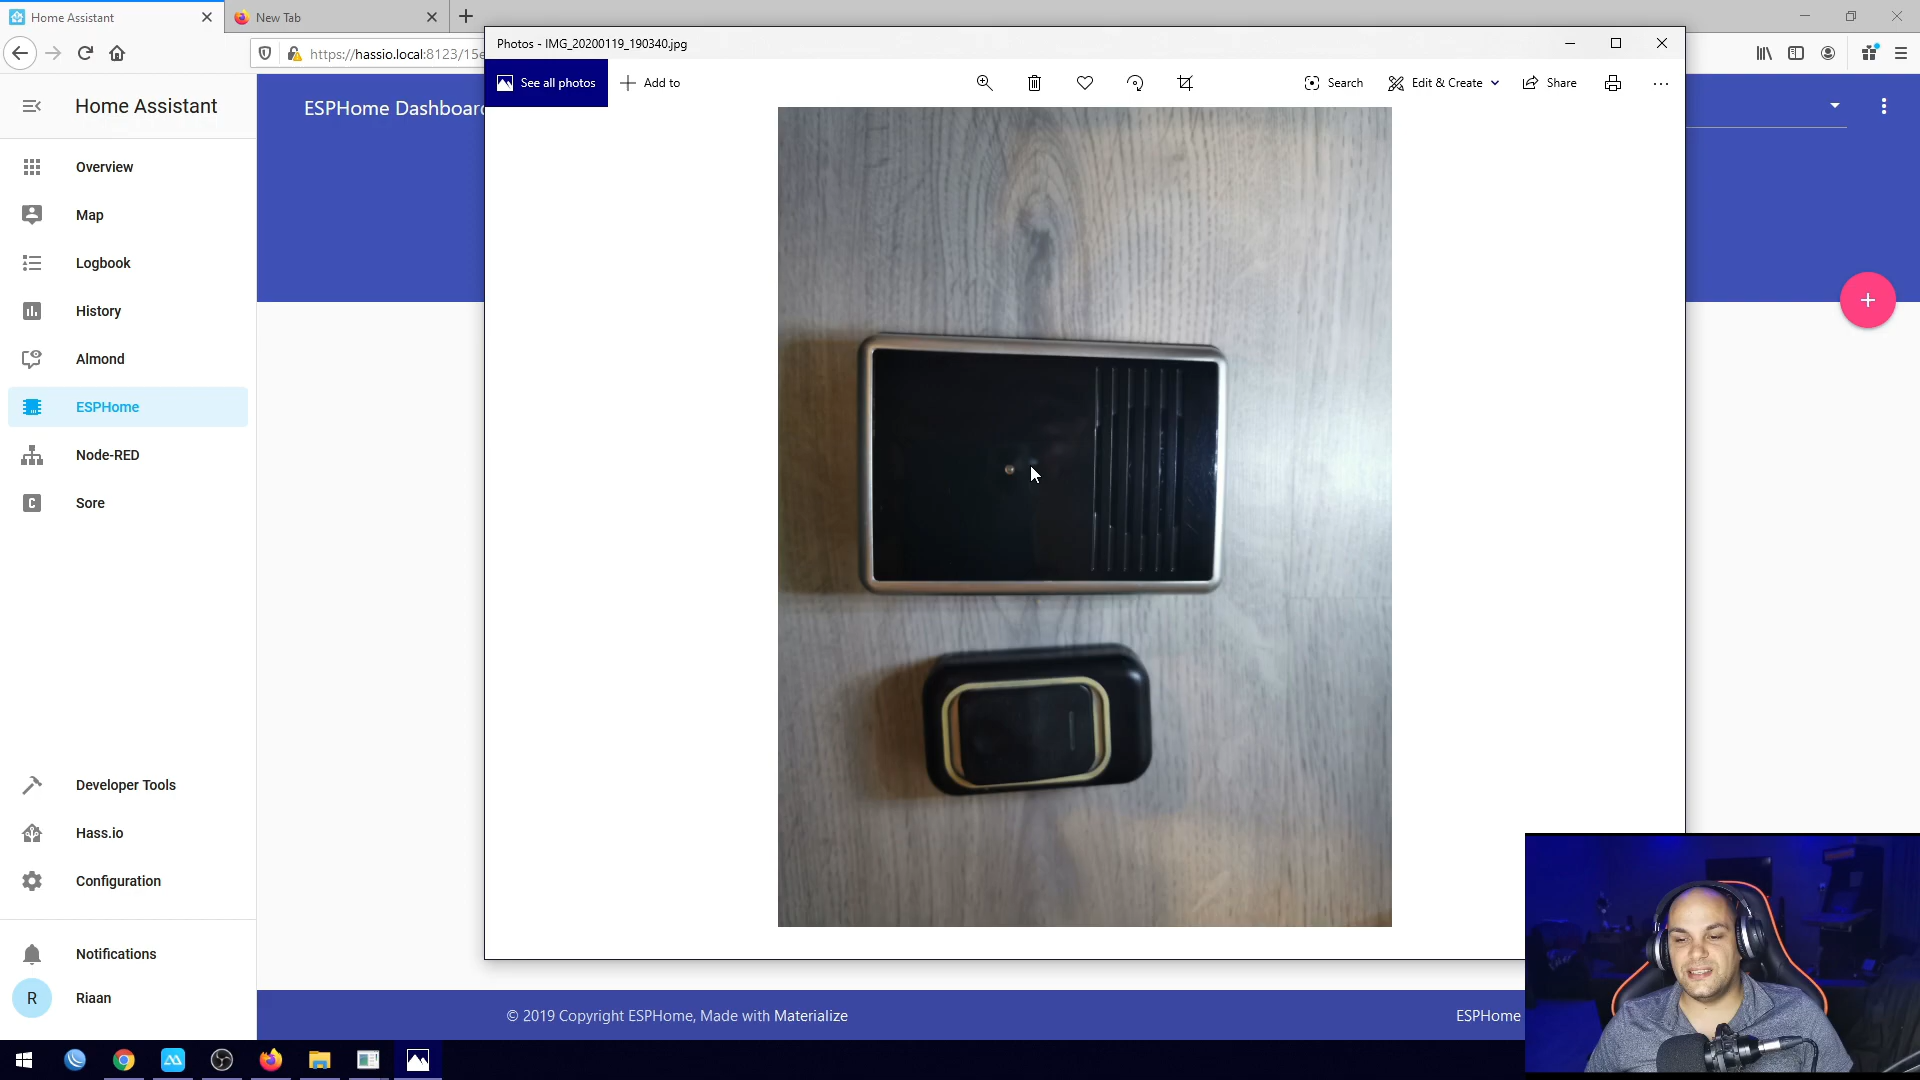 Home Assistant
New Tab
https://hassio.local:8123/15e
Photos - IMG_20200119_190340.jpg
See all photos
Add to
Search
Edit & Create
Share
Home Assistant
ESPHome Dashboard
Overview
Map
Logbook
History
Almond
ESPHome
Node-RED
C
Sore
Developer Tools
Hass.io
Configuration
Notifications
R
Riaan
© 2019 Copyright ESPHome, Made with Materialize
ESPHome